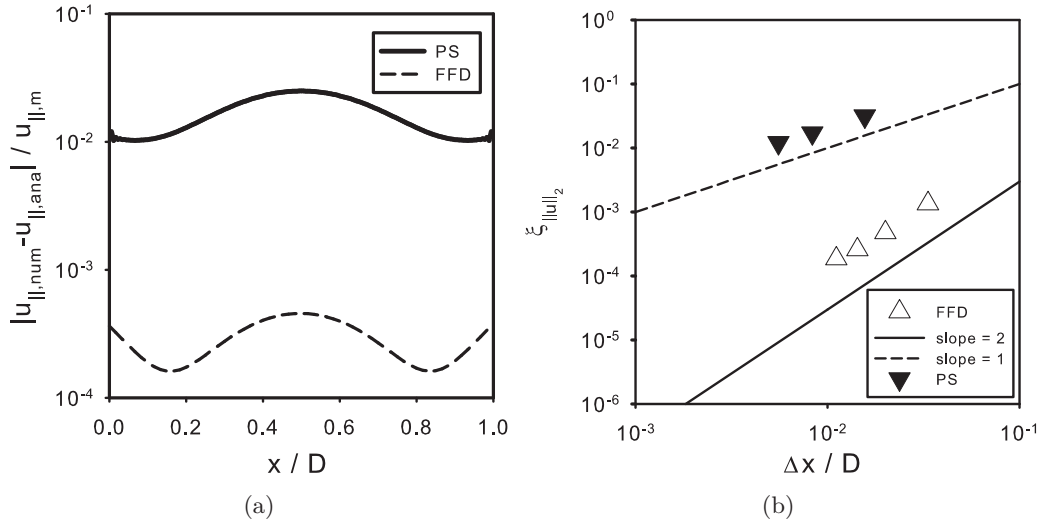 |u||,num-u||,ana| / u||,m
10-1
10-2
10-3
10-4
0.0 0.2 0.4 0.6 0.8 1.0
x / D
PS
FFD
(a)
ξ||u||2
100
10-1
10-2
10-3
10-4
10-5
10-6
10-3 10-2 10-1
Δx / D
FFD
slope = 2
slope = 1
PS
(b)